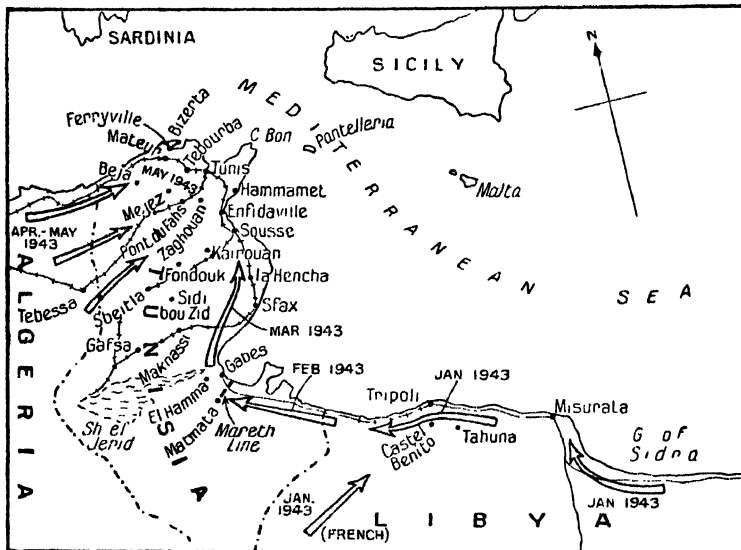 SARDINIA
SICILY
N
MEDITERRANEAN SEA
Ferryville
Bizerta
Mateur
Tebourba
C Bon
Pantelleria
Beja
MAY 1943
Tunis
Malta
Hammamet
Mejez
Enfidaville
APR.-MAY
1943
Pont du Fahs
Zaghouan
Sousse
Kairouan
Fondouk
la Hencha
Tebessa
Sbeitla
Sidi
bou Zid
Sfax
MAR 1943
Gafsa
Maknassi
Gabes
FEB 1943
JAN 1943
Tripoli
Misurata
El Hamma
Matmata
Mareth
Line
Castel
Benito
Tahuna
G of
Sidra
Sh el
Jerid
JAN 1943
JAN.
1943
(FRENCH)
ALGERIA
TUNISIA
LIBYA